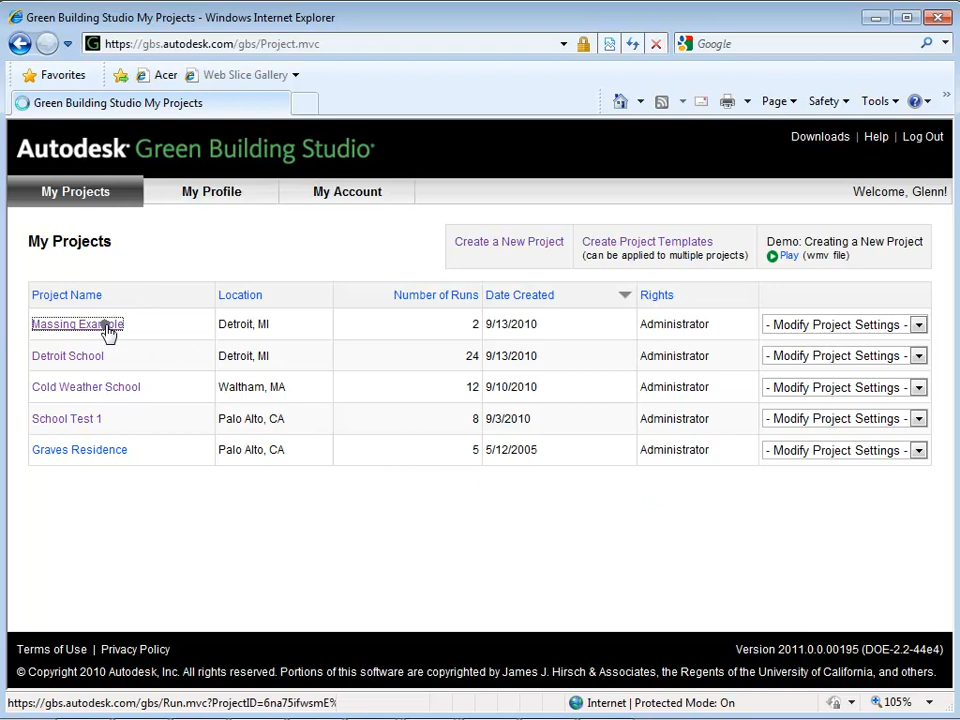 Green Building Studio My Projects - Windows Internet Explorer
https://gbs.autodesk.com/gbs/Project.mvc
Google
Favorites Acer Web Slice Gallery
Green Building Studio My Projects
Page Safety Tools
Autodesk Green Building Studio
Downloads | Help | Log Out
My Projects My Profile My Account Welcome, Glenn!
My Projects
Create a New Project
Create Project Templates
(can be applied to multiple projects)
Demo: Creating a New Project
Play (wmv file)
Project Name Location Number of Runs Date Created Rights
Massing Example Detroit, MI 2 9/13/2010 Administrator - Modify Project Settings -
Detroit School Detroit, MI 24 9/13/2010 Administrator - Modify Project Settings -
Cold Weather School Waltham, MA 12 9/10/2010 Administrator - Modify Project Settings -
School Test 1 Palo Alto, CA 8 9/3/2010 Administrator - Modify Project Settings -
Graves Residence Palo Alto, CA 5 5/12/2005 Administrator - Modify Project Settings -
Terms of Use | Privacy Policy Version 2011.0.0.00195 (DOE-2.2-44e4)
© Copyright 2010 Autodesk, Inc. All rights reserved. Portions of this software are copyrighted by James J. Hirsch & Associates, the Regents of the University of California, and others.
https://gbs.autodesk.com/gbs/Run.mvc?ProjectID=6na75ifwsmE% Internet | Protected Mode: On 105%